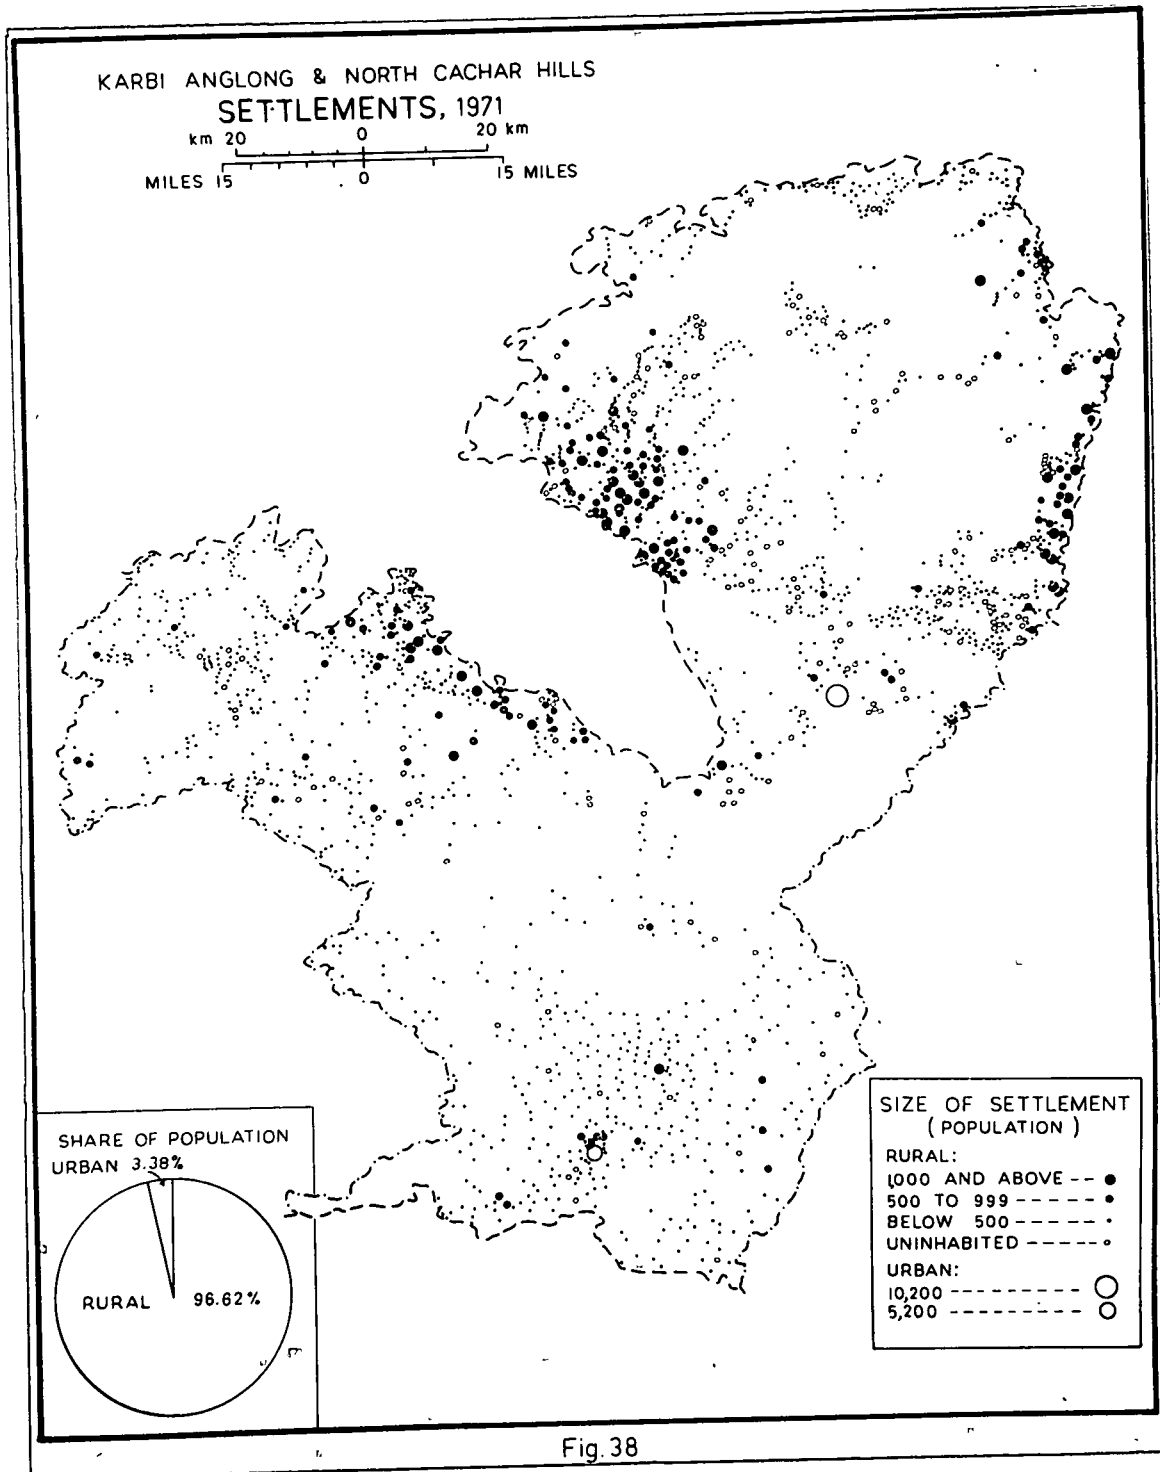 KARBI ANGLONG & NORTH CACHAR HILLS
SETTLEMENTS, 1971
km 20 0 20 km
MILES 15 0 15 MILES
SHARE OF POPULATION
URBAN 3.38%
RURAL 96.62%
SIZE OF SETTLEMENT
(POPULATION)
RURAL:
1,000 AND ABOVE --
500 TO 999 ------
BELOW 500 ------
UNINHABITED -----
URBAN:
10,200 ----------
5,200 ----------
Fig. 38